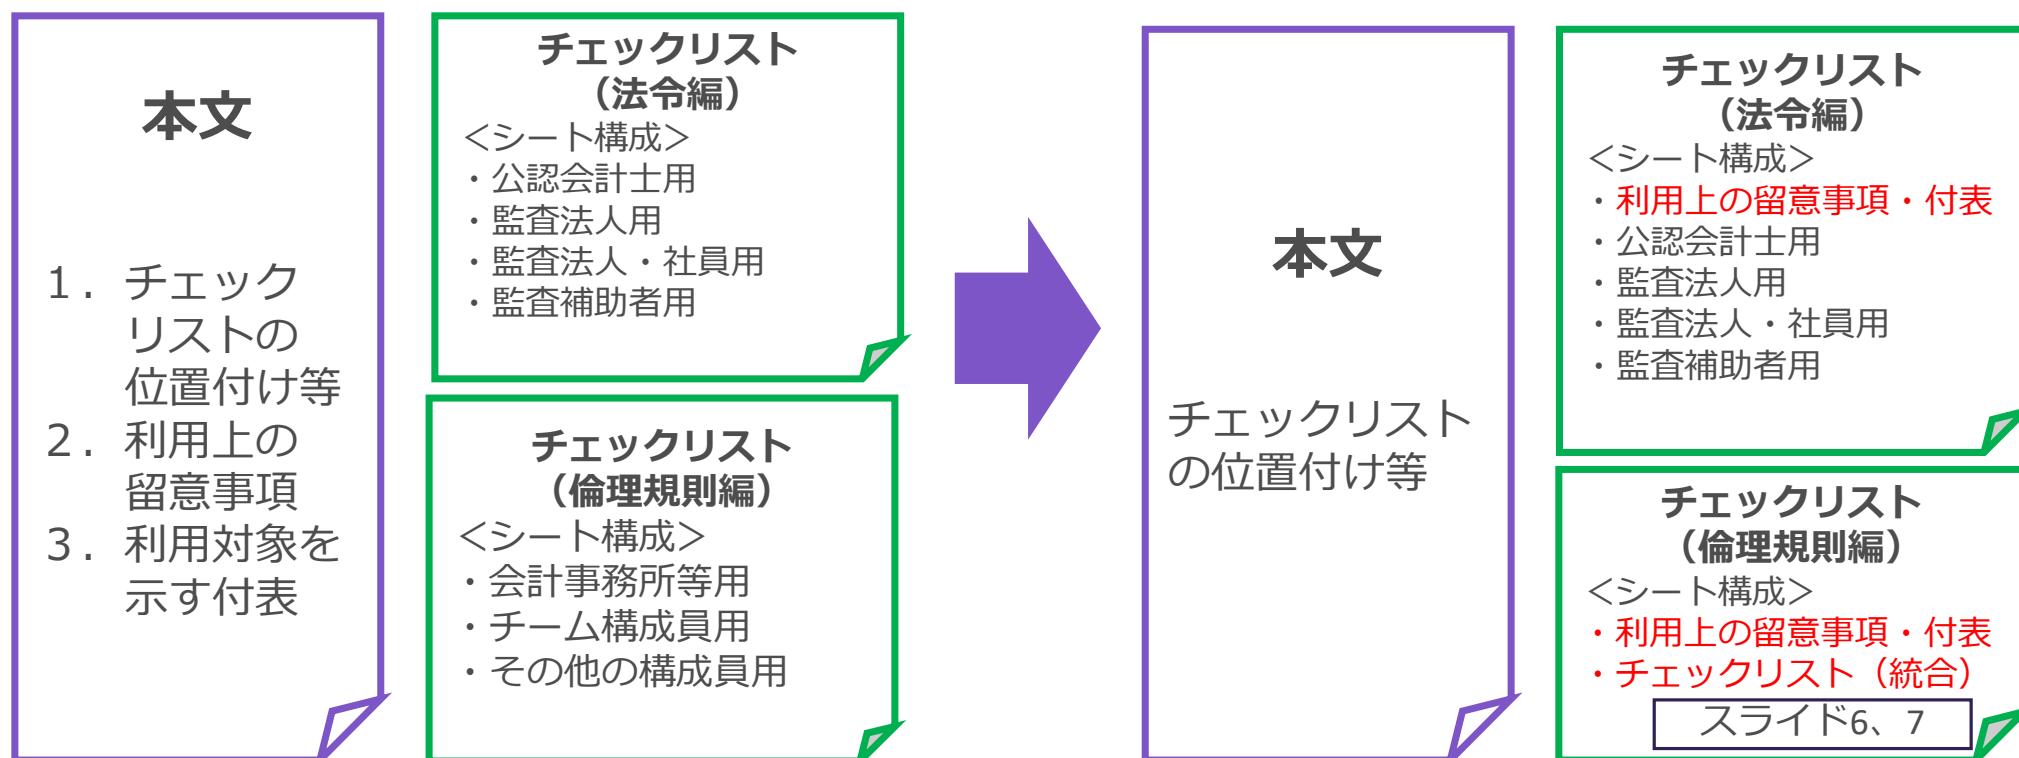 本文
1. チェック
リストの
位置付け等
2. 利用上の
留意事項
3. 利用対象を
示す付表
チェックリスト
（法令編）
＜シート構成＞
・公認会計士用
・監査法人用
・監査法人・社員用
・監査補助者用
チェックリスト
（倫理規則編）
＜シート構成＞
・会計事務所等用
・チーム構成員用
・その他の構成員用
本文
チェックリスト
の位置付け等
チェックリスト
（法令編）
＜シート構成＞
・利用上の留意事項・付表
・公認会計士用
・監査法人用
・監査法人・社員用
・監査補助者用
チェックリスト
（倫理規則編）
＜シート構成＞
・利用上の留意事項・付表
・チェックリスト（統合）
スライド6、7